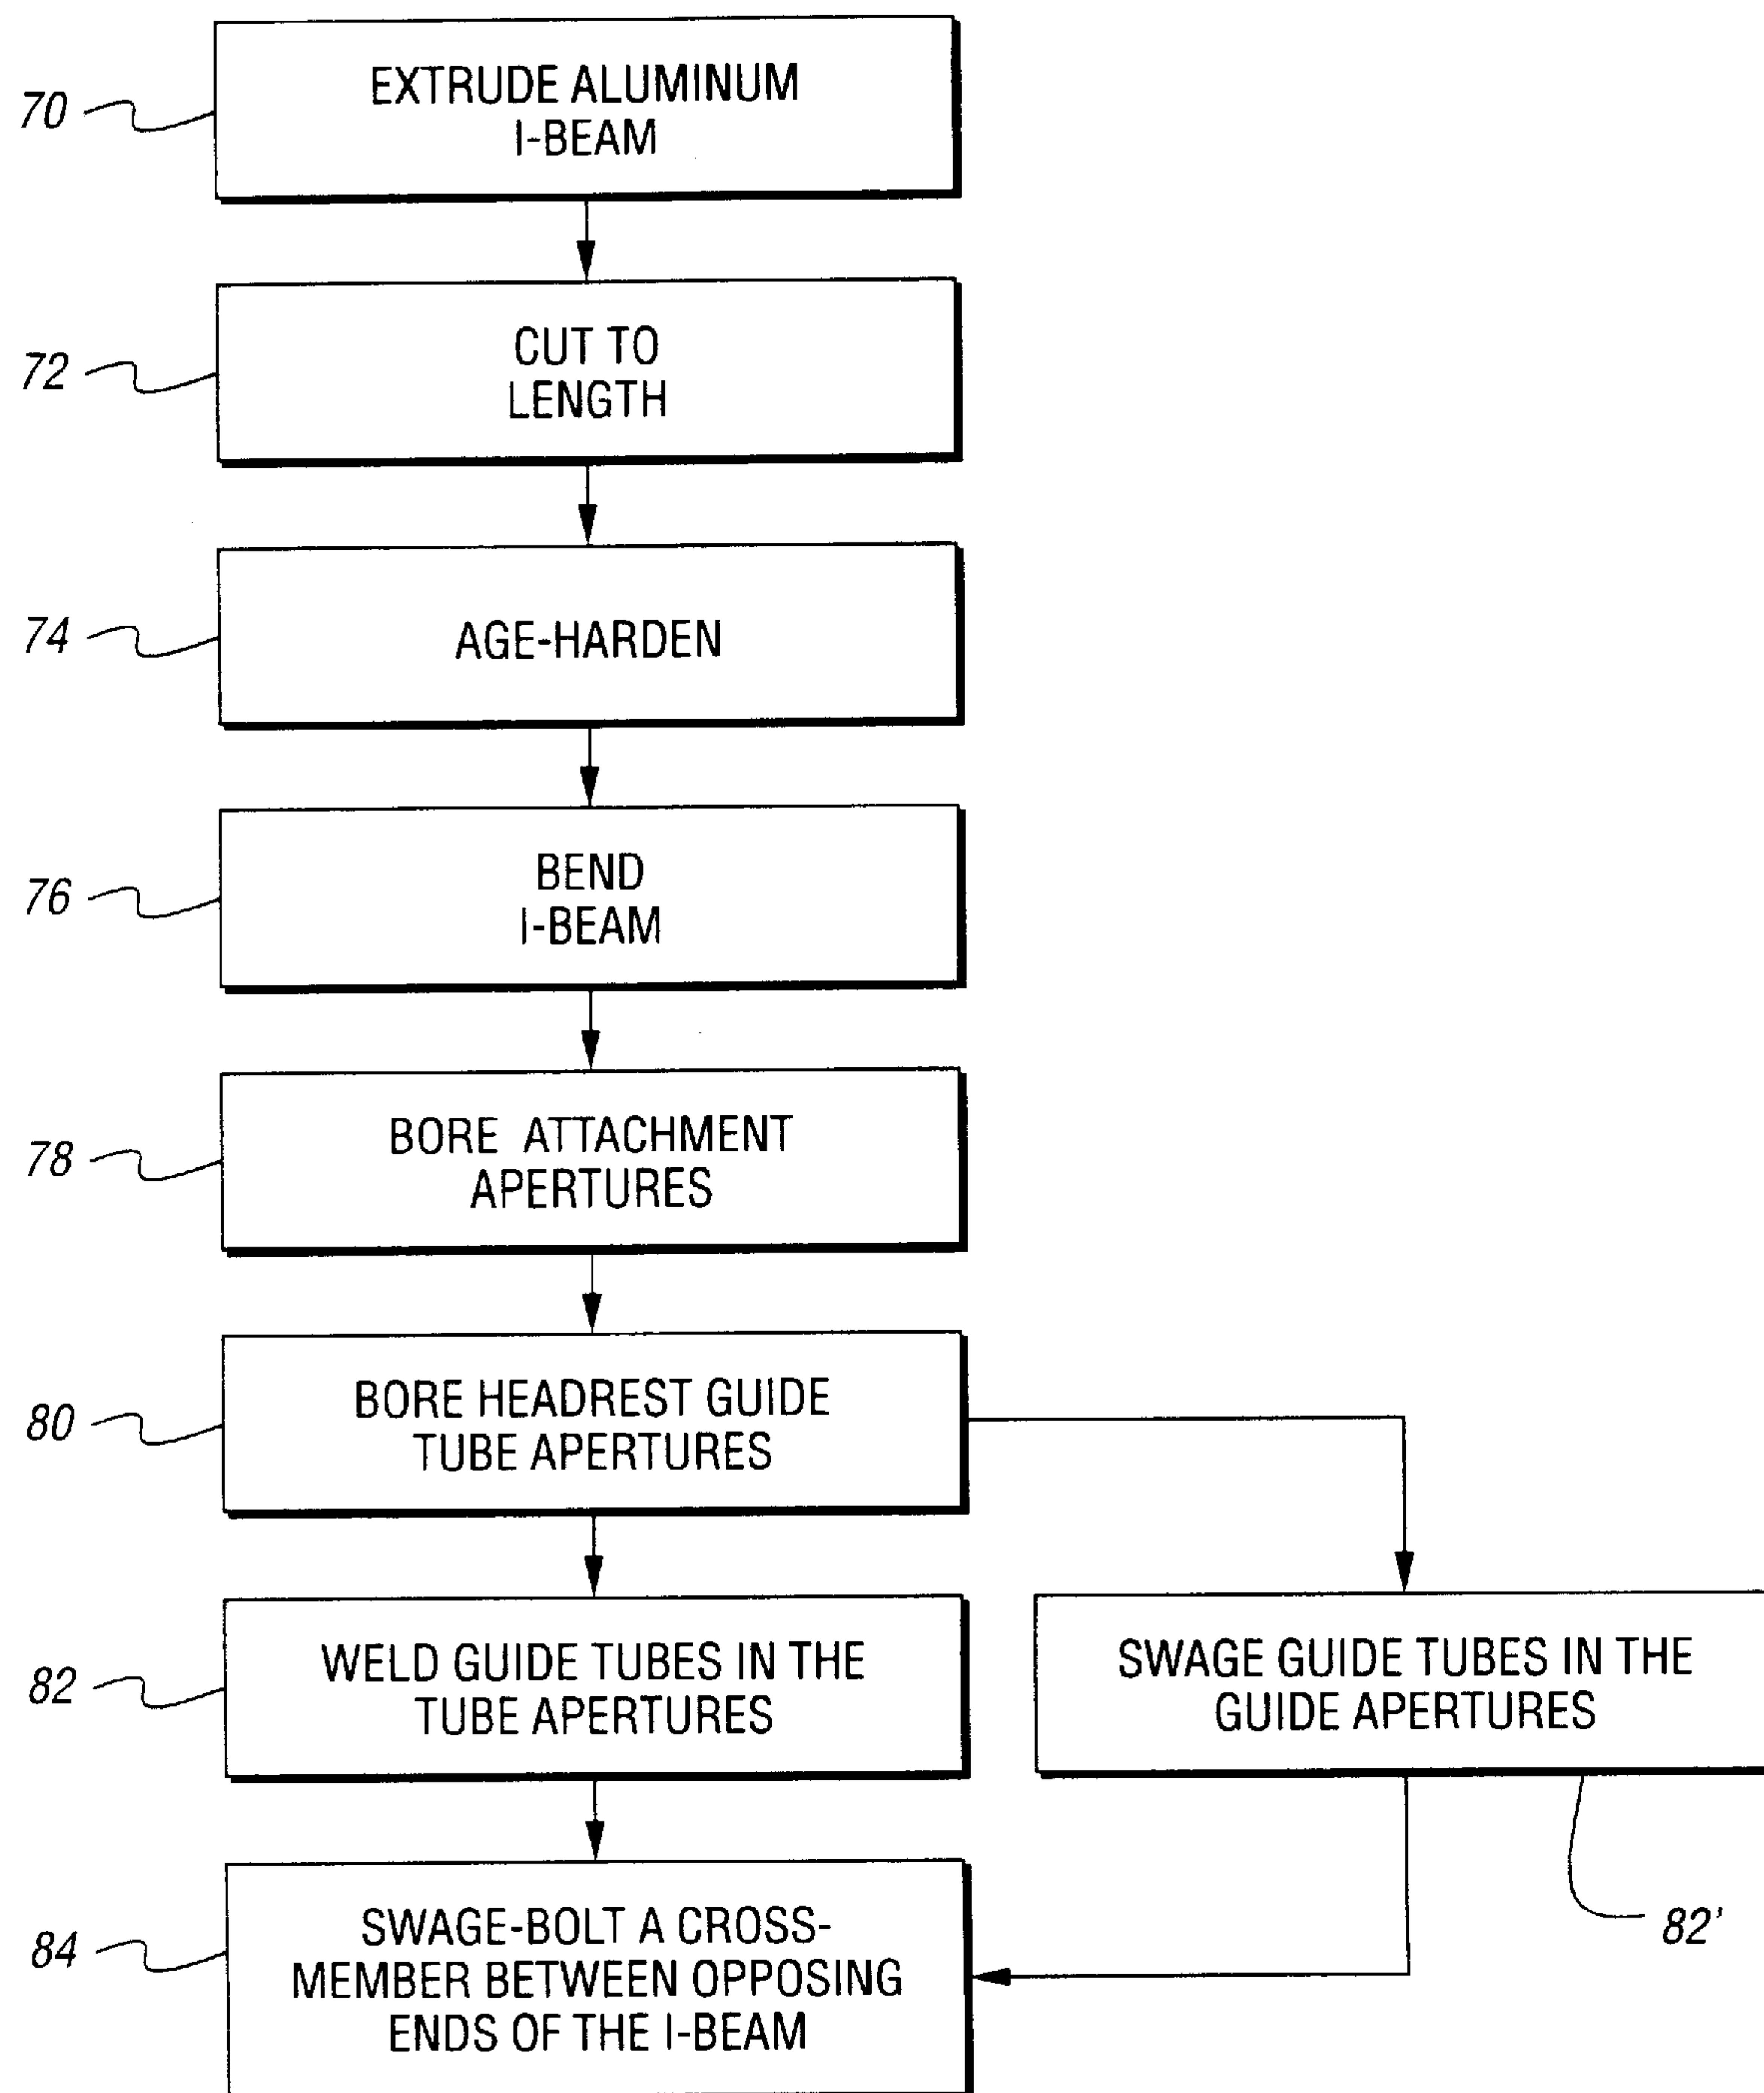 70
EXTRUDE ALUMINUM
I-BEAM
72
CUT TO
LENGTH
74
AGE-HARDEN
76
BEND
I-BEAM
78
BORE ATTACHMENT
APERTURES
80
BORE HEADREST GUIDE
TUBE APERTURES
82
WELD GUIDE TUBES IN THE
TUBE APERTURES
SWAGE GUIDE TUBES IN THE
GUIDE APERTURES
82'
84
SWAGE-BOLT A CROSS-
MEMBER BETWEEN OPPOSING
ENDS OF THE I-BEAM